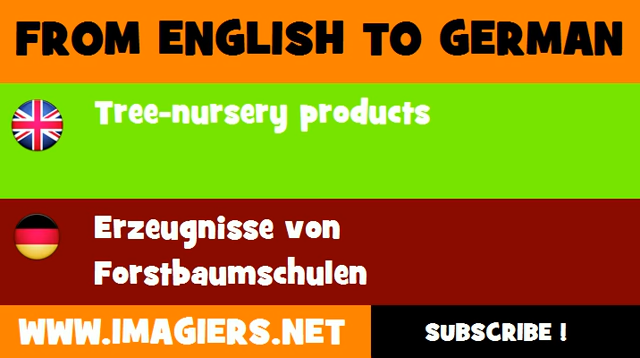 FROM ENGLISH TO GERMAN
Tree-nursery products
Erzeugnisse von
Forstbaumschulen
WWW.IMAGIERS.NET
SUBSCRIBE !